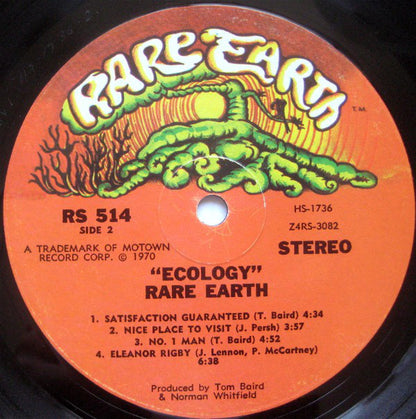 RARE EARTH
T.M.
RS 514
SIDE 2
HS-1736
Z4RS-3082
A TRADEMARK OF MOTOWN
RECORD CORP. © 1970
STEREO
"ECOLOGY"
RARE EARTH
1. SATISFACTION GUARANTEED (T. Baird) 4:34
2. NICE PLACE TO VISIT (J. Persh) 3:57
3. NO. 1 MAN (T. Baird) 4:52
4. ELEANOR RIGBY (J. Lennon, P. McCartney)
6:38
Produced by Tom Baird
& Norman Whitfield